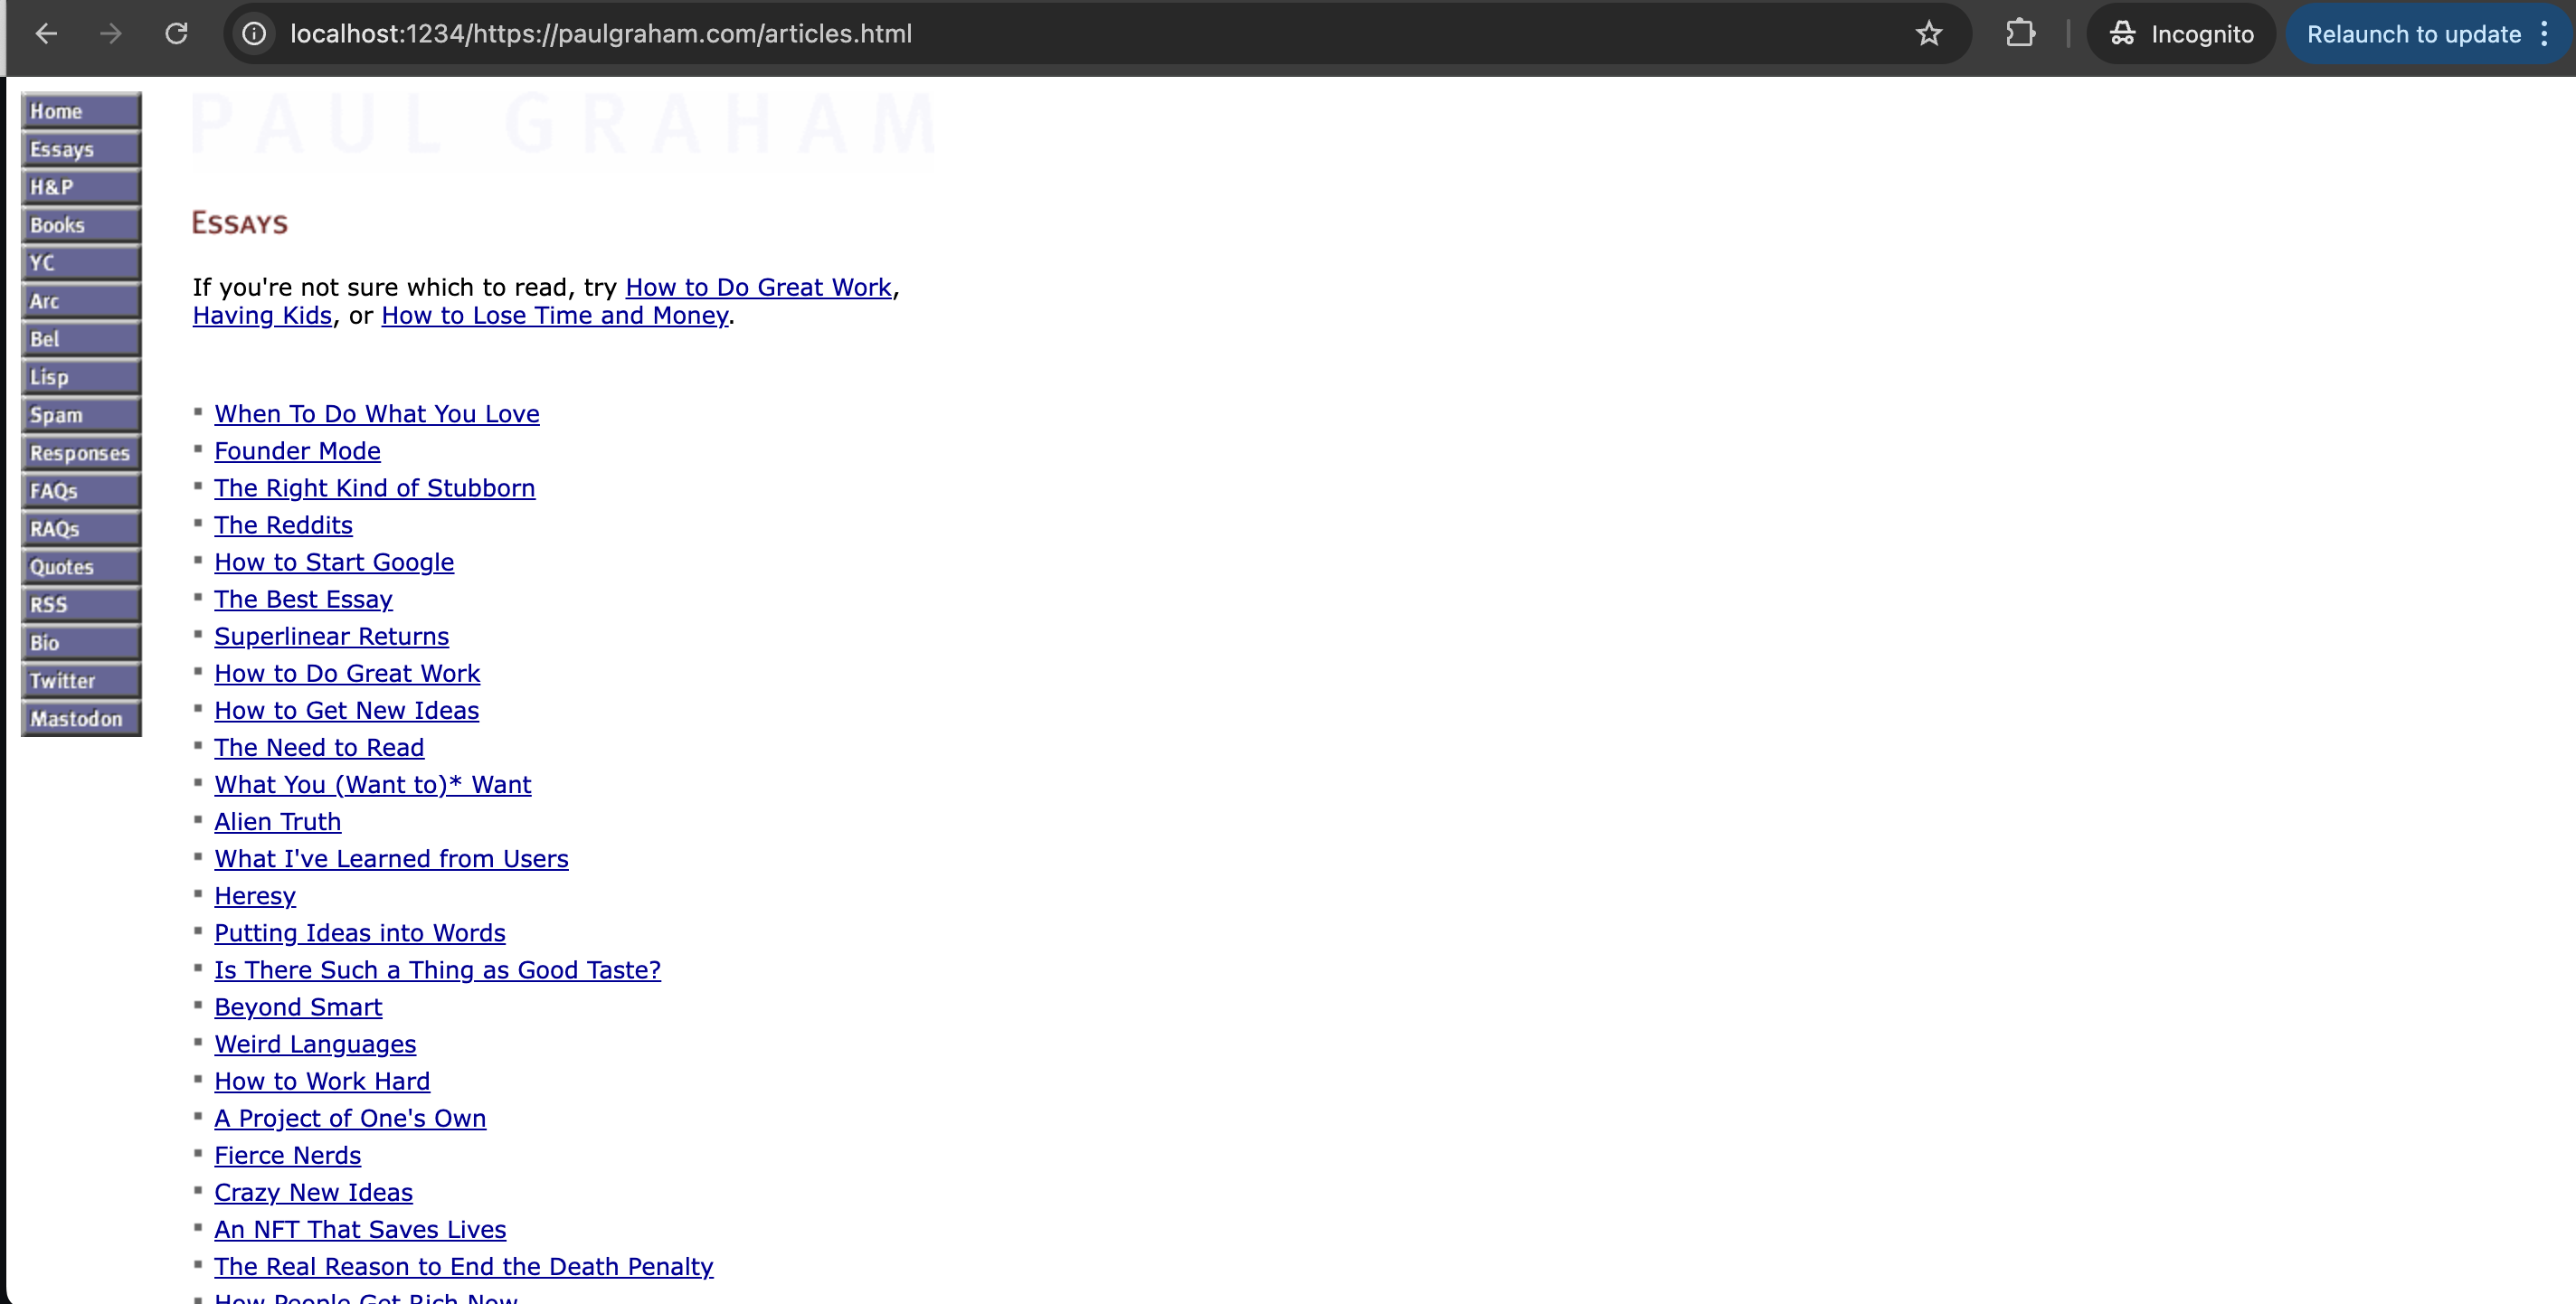 localhost:1234/https://paulgraham.com/articles.html
Incognito
Relaunch to update
Home
Essays
H&P
Books
YC
Arc
Bel
Lisp
Spam
Responses
FAQs
RAQs
Quotes
RSS
Bio
Twitter
Mastodon
PAUL GRAHAM
ESSAYS
If you're not sure which to read, try How to Do Great Work,
Having Kids, or How to Lose Time and Money.
When To Do What You Love
Founder Mode
The Right Kind of Stubborn
The Reddits
How to Start Google
The Best Essay
Superlinear Returns
How to Do Great Work
How to Get New Ideas
The Need to Read
What You (Want to)* Want
Alien Truth
What I've Learned from Users
Heresy
Putting Ideas into Words
Is There Such a Thing as Good Taste?
Beyond Smart
Weird Languages
How to Work Hard
A Project of One's Own
Fierce Nerds
Crazy New Ideas
An NFT That Saves Lives
The Real Reason to End the Death Penalty
How People Get Rich Now